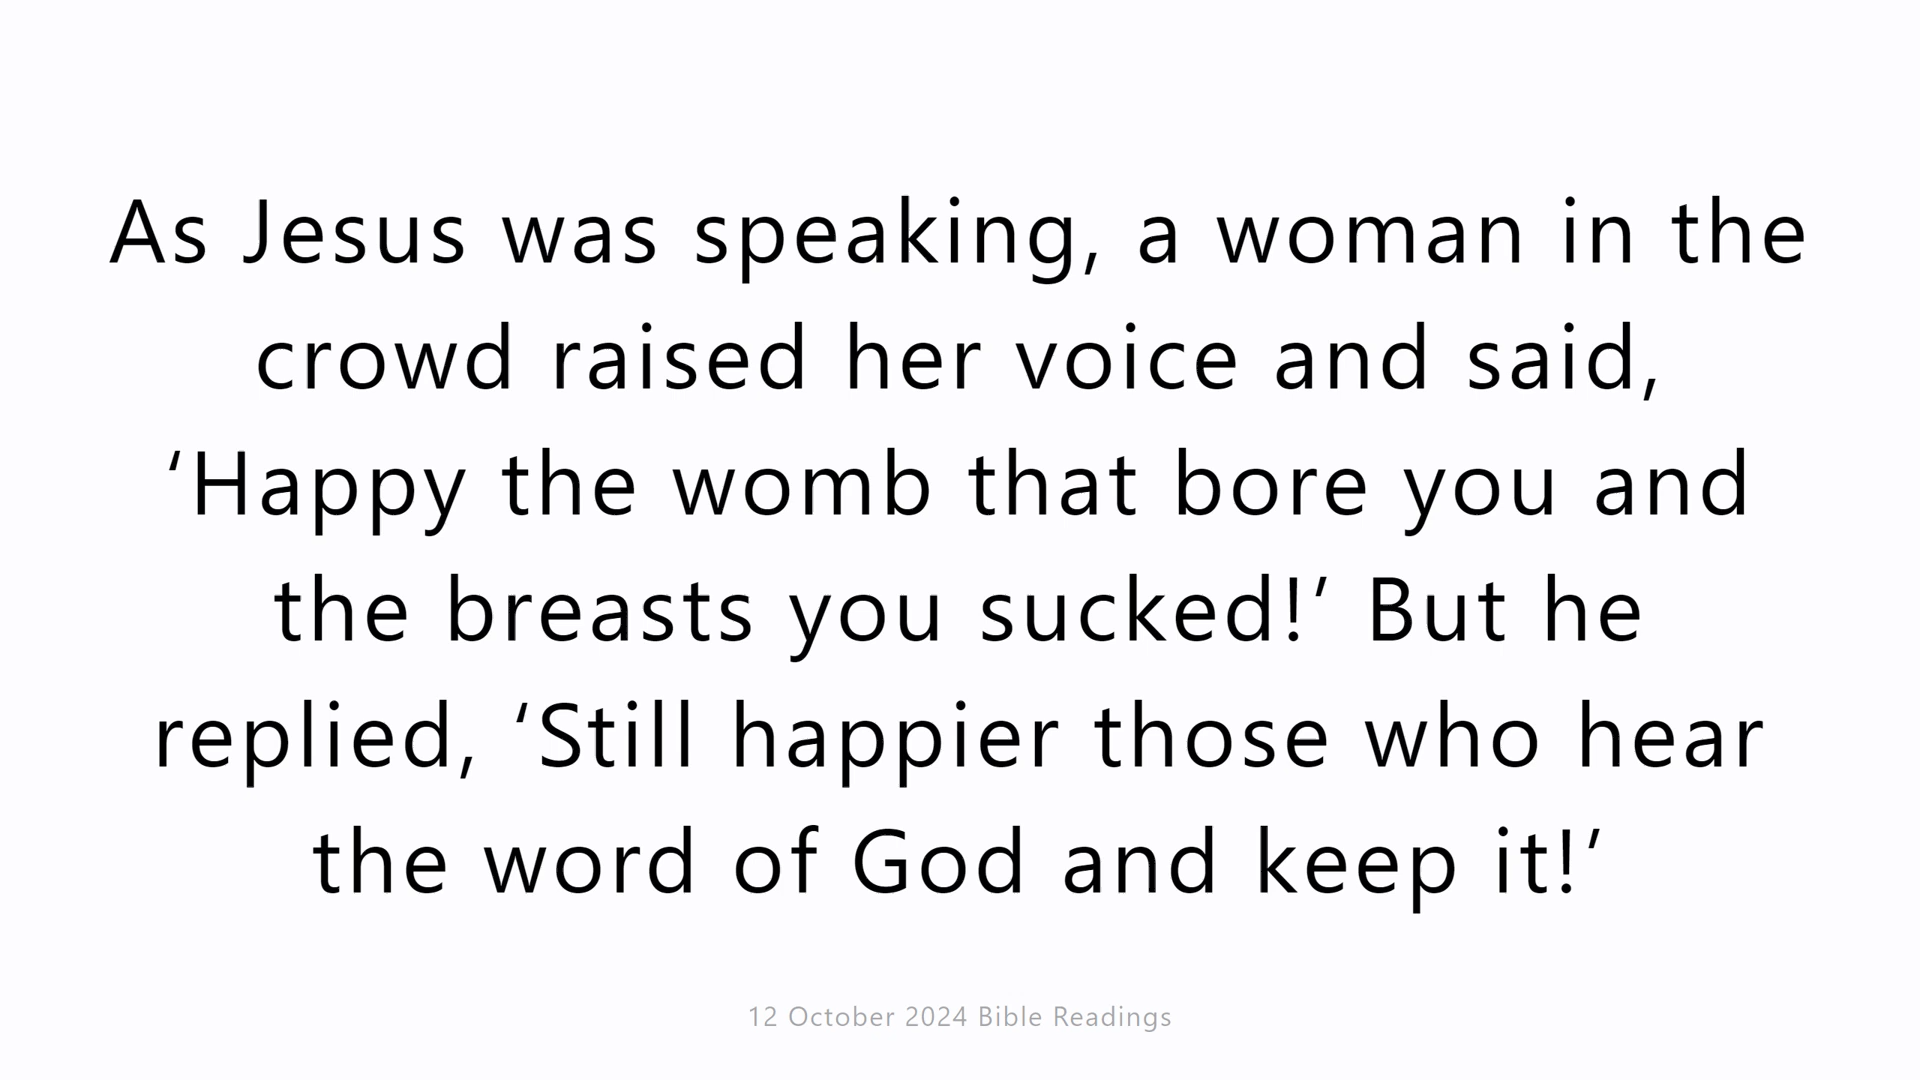 As Jesus was speaking, a woman in the
crowd raised her voice and said,
‘Happy the womb that bore you and
the breasts you sucked!’ But he
replied, ‘Still happier those who hear
the word of God and keep it!’
12 October 2024 Bible Readings